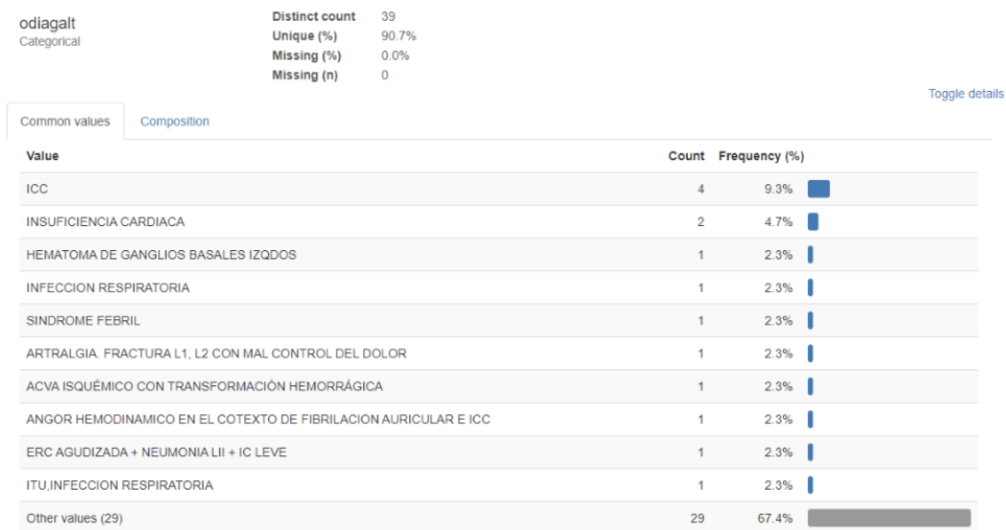 odiagalt
Categorical
Distinct count 39
Unique (%) 90.7%
Missing (%) 0.0%
Missing (n) 0
Toggle details
Common values Composition
Value Count Frequency (%)
ICC 4 9.3%
INSUFICIENCIA CARDIACA 2 4.7%
HEMATOMA DE GANGLIOS BASALES IZQDOS 1 2.3%
INFECCION RESPIRATORIA 1 2.3%
SINDROME FEBRIL 1 2.3%
ARTRALGIA. FRACTURA L1, L2 CON MAL CONTROL DEL DOLOR 1 2.3%
ACVA ISQUÉMICO CON TRANSFORMACIÓN HEMORRÁGICA 1 2.3%
ANGOR HEMODINAMICO EN EL COTEXTO DE FIBRILACION AURICULAR E ICC 1 2.3%
ERC AGUDIZADA + NEUMONIA LII + IC LEVE 1 2.3%
ITU,INFECCION RESPIRATORIA 1 2.3%
Other values (29) 29 67.4%